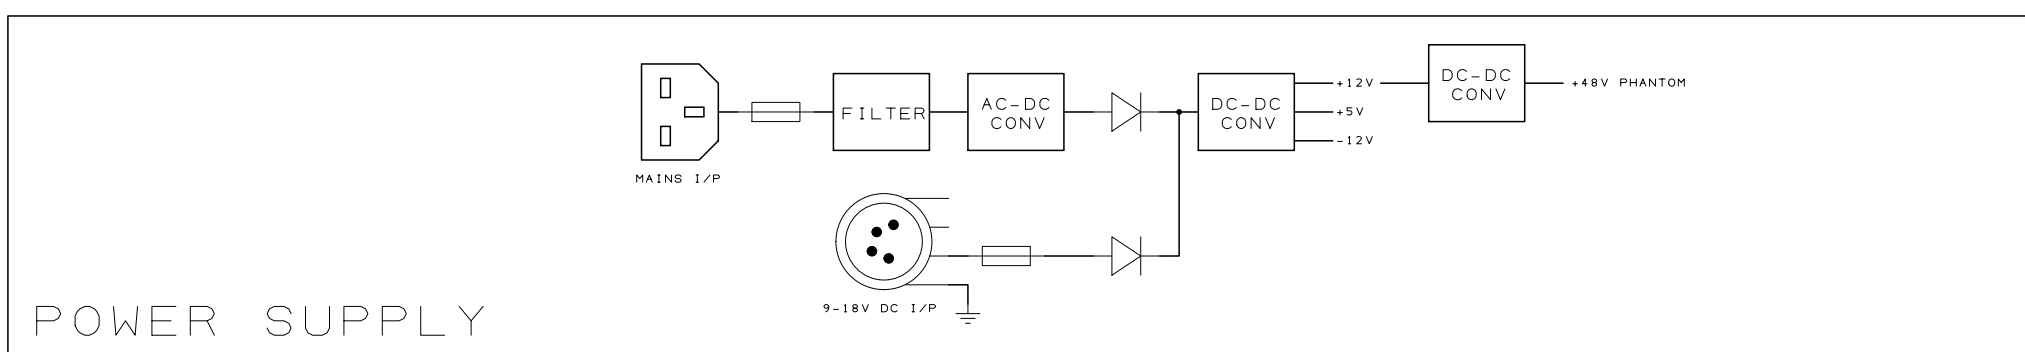 DC-DC
CONV
+48V PHANTOM
+12V
+5V
-12V
DC-DC
CONV
AC-DC
CONV
FILTER
MAINS I/P
9-18V DC I/P
POWER SUPPLY